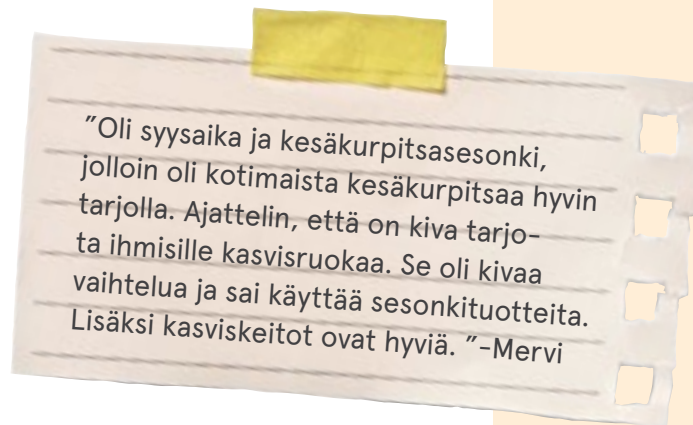 ”Oli syysaika ja kesäkurpitsasesonki,
jolloin oli kotimaista kesäkurpitsaa hyvin
tarjolla. Ajattelin, että on kiva tarjo-
ta ihmisille kasvisruokaa. Se oli kivaa
vaihtelua ja sai käyttää sesonkituotteita.
Lisäksi kasviskeitot ovat hyviä. ”-Mervi